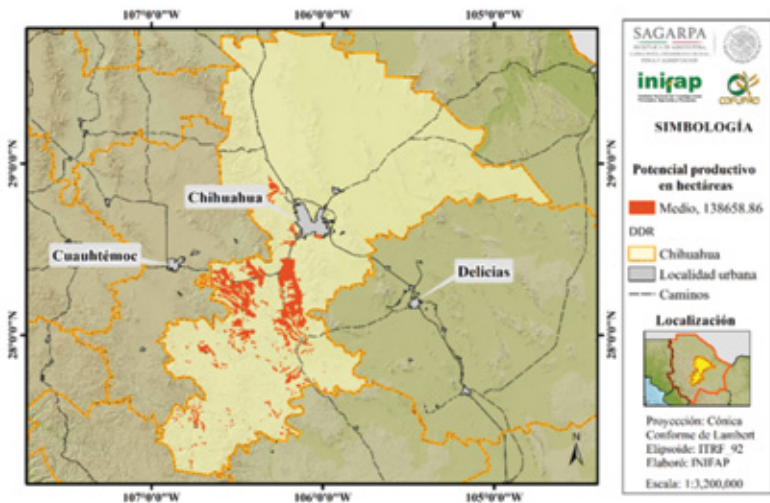 107°0'0"W
106°0'0"W
105°0'0"W
29°0'0"N
28°0'0"N
Chihuahua
Cuauhtémoc
Delicias
107°0'0"W
106°0'0"W
105°0'0"W
29°0'0"N
28°0'0"N
N
SAGARPA
inifap
COFUPRO
SIMBOLOGÍA
Potencial productivo
en hectáreas
Medio, 138658.86
DDR
Chihuahua
Localidad urbana
Caminos
Localización
Proyección: Cónica
Conforme de Lambert
Elipsoide: ITRF_92
Elaboró: INIFAP
Escala: 1:3,200,000